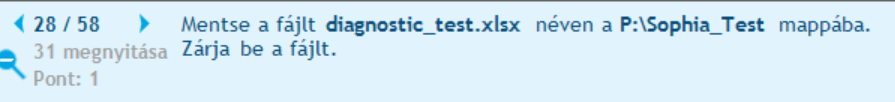 28 / 58
31 megnyitása
Pont: 1
Mentse a fájlt diagnostic_test.xlsx néven a P:\Sophia_Test mappába.
Zárja be a fájlt.